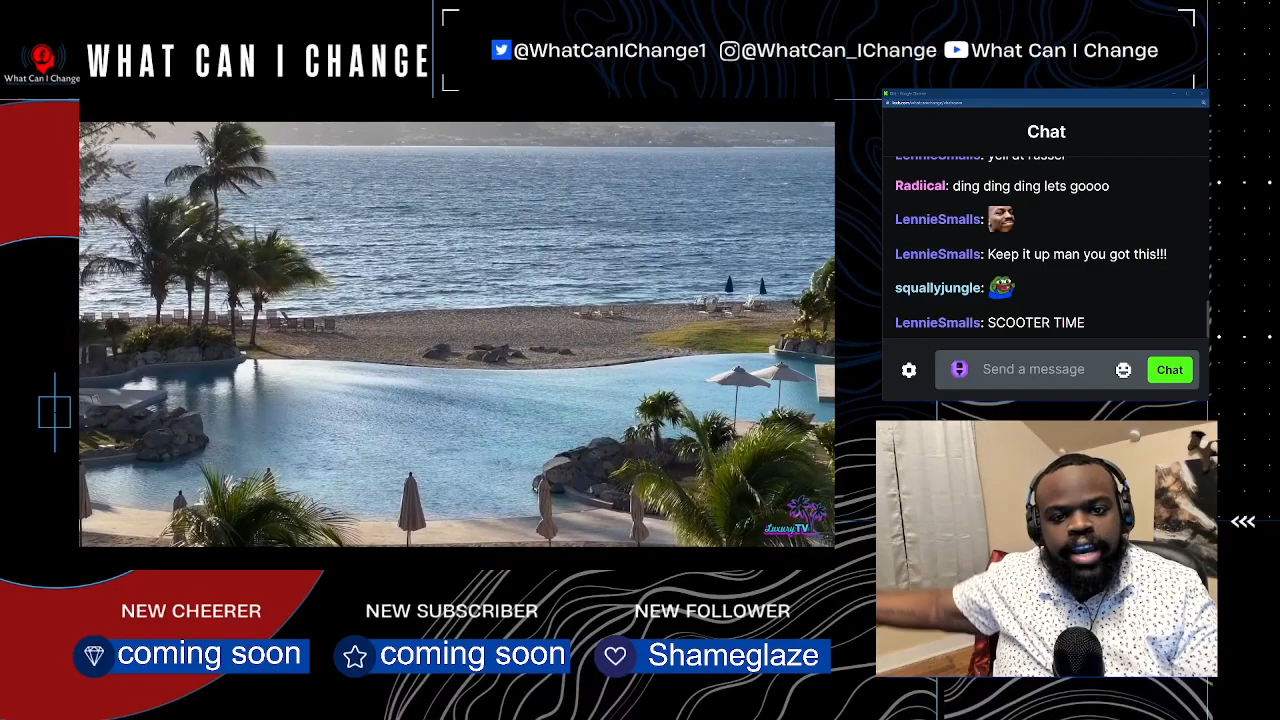 What Can I Change
WHAT CAN I CHANGE
@WhatCanIChange1
@WhatCan_IChange
What Can I Change
Chat
Radiical: ding ding ding lets goooo
LennieSmalls:
LennieSmalls: Keep it up man you got this!!!
squallyjungle:
LennieSmalls: SCOOTER TIME
Send a message
Chat
LuxuryTV
NEW CHEERER
coming soon
NEW SUBSCRIBER
coming soon
NEW FOLLOWER
Shameglaze